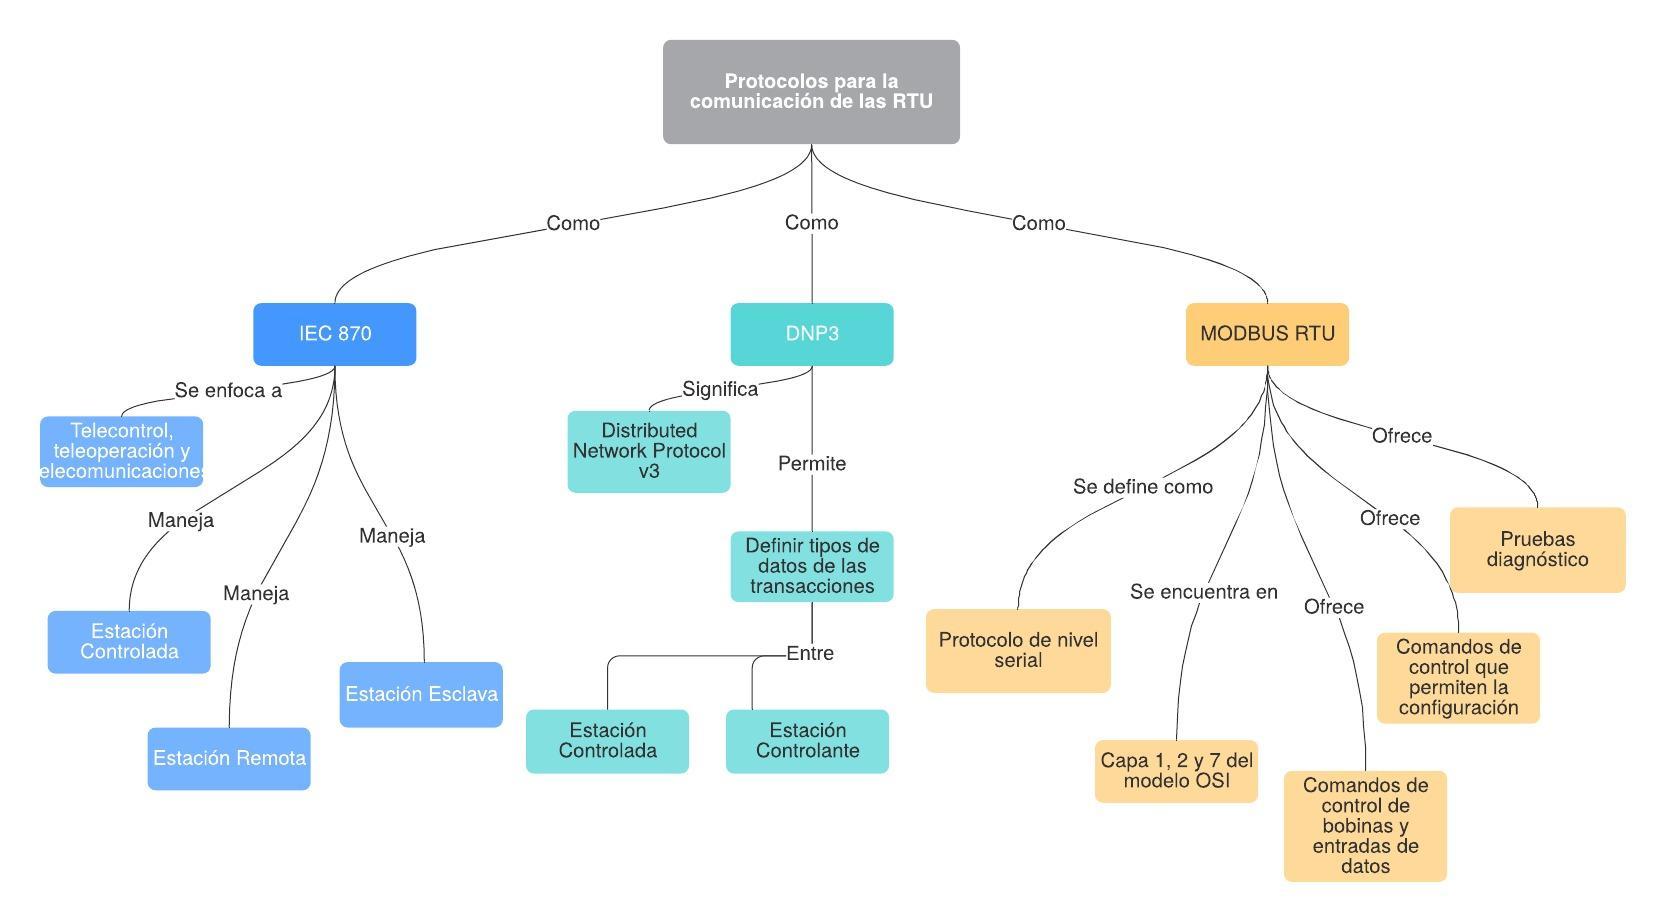 Protocolos para la
comunicación de las RTU
Como
Como
Como
IEC 870
DNP3
MODBUS RTU
Se enfoca a
Telecontrol,
teleoperación y
elecomunicaciones
Maneja
Estación
Controlada
Maneja
Estación Remota
Maneja
Estación Esclava
Significa
Distributed
Network Protocol
v3
Permite
Definir tipos de
datos de las
transacciones
Entre
Estación
Controlada
Estación
Controlante
Se define como
Protocolo de nivel
serial
Se encuentra en
Capa 1, 2 y 7 del
modelo OSI
Ofrece
Comandos de
control de
bobinas y
entradas de
datos
Ofrece
Comandos de
control que
permiten la
configuración
Ofrece
Pruebas
diagnóstico